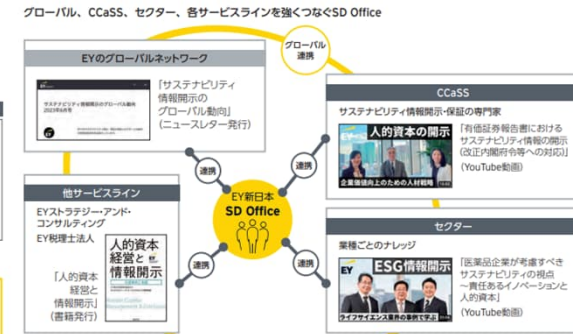 グローバル、CCaSS、セクター、各サービスラインを強くつなぐSD Office
グローバル
連携
EYのグローバルネットワーク
サステナビリティ情報開示のグローバル動向
2023年6月号
EY
「サステナビリティ
情報開示の
グローバル動向」
(ニュースレター発行)
CCaSS
サステナビリティ情報開示・保証の専門家
EY
人的資本の開示
企業価値向上のための人材戦略
「有価証券報告書における
サステナビリティ情報の開示
(改正内閣府令等への対応)」
(YouTube動画)
連携
連携
EY新日本
SD Office
連携
連携
他サービスライン
EYストラテジー・アンド・
コンサルティング
EY税理士法人
「人的資本
経営と
情報開示」
(書籍発行)
人的資本
経営と
情報開示
セクター
業種ごとのナレッジ
EY
ESG情報開示
ライフサイエンス業界の事例で学ぶ
「医薬品企業が考慮すべき
サステナビリティの視点
～責任あるイノベーションと
人的資本」
(YouTube動画)